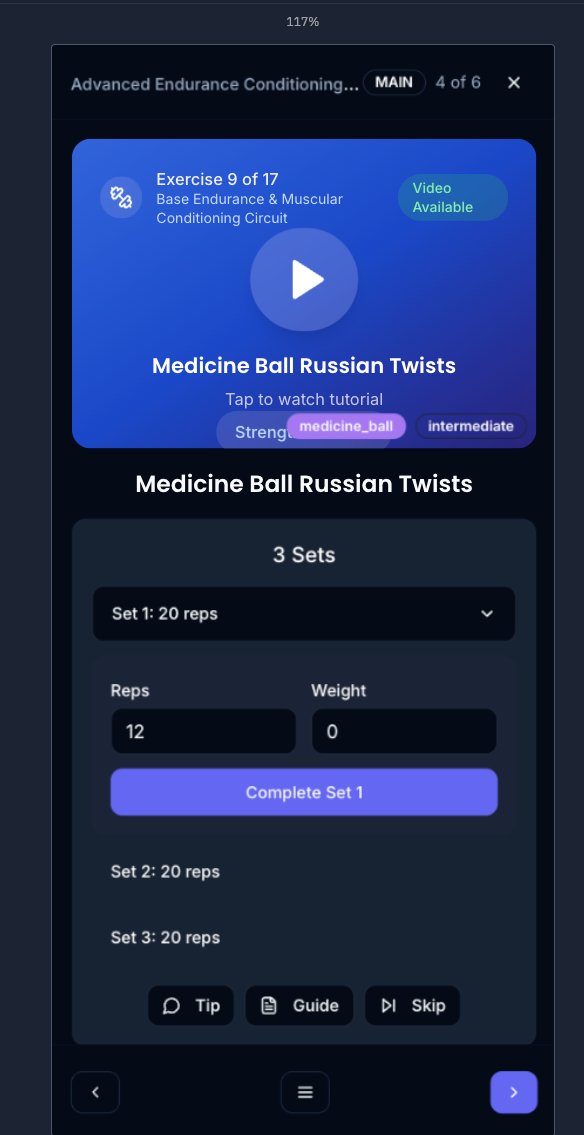 117%
Advanced Endurance Conditioning... MAIN 4 of 6
Exercise 9 of 17
Base Endurance & Muscular
Conditioning Circuit
Video
Available
Medicine Ball Russian Twists
Tap to watch tutorial
medicine_ball intermediate
Medicine Ball Russian Twists
3 Sets
Set 1: 20 reps
Reps Weight
12 0
Complete Set 1
Set 2: 20 reps
Set 3: 20 reps
Tip Guide Skip